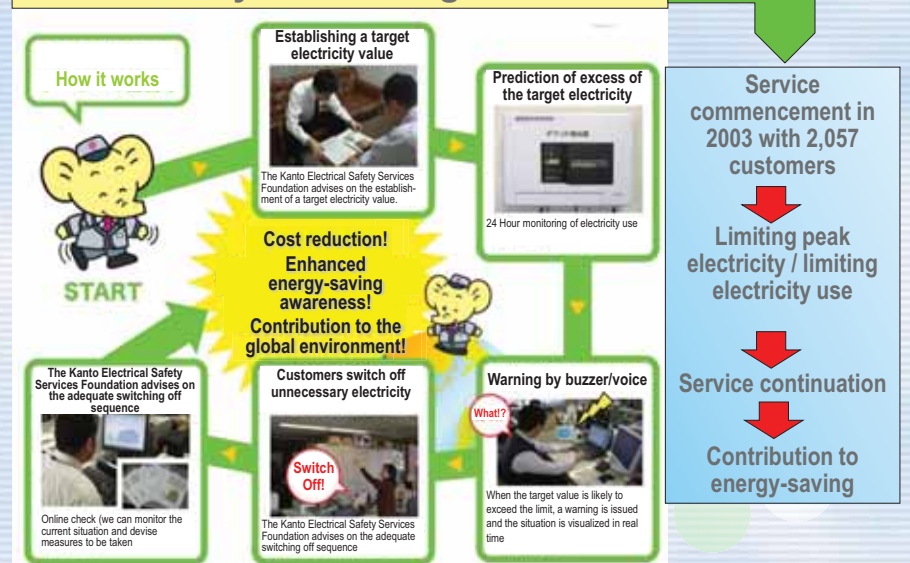 How it works
START
Establishing a target
electricity value
The Kanto Electrical Safety Services
Foundation advises on the establish-
ment of a target electricity value.
Prediction of excess of
the target electricity
24 Hour monitoring of electricity use
Cost reduction!
Enhanced
energy-saving
awareness!
Contribution to the
global environment!
Warning by buzzer/voice
What!?
When the target value is likely to
exceed the limit, a warning is issued
and the situation is visualized in real
time
Customers switch off
unnecessary electricity
Switch
Off!
The Kanto Electrical Safety Services
Foundation advises on the adequate
switching off sequence
The Kanto Electrical Safety
Services Foundation advises on
the adequate switching off
sequence
Online check (we can monitor the
current situation and devise
measures to be taken
Service
commencement in
2003 with 2,057
customers
Limiting peak
electricity / limiting
electricity use
Service continuation
Contribution to
energy-saving